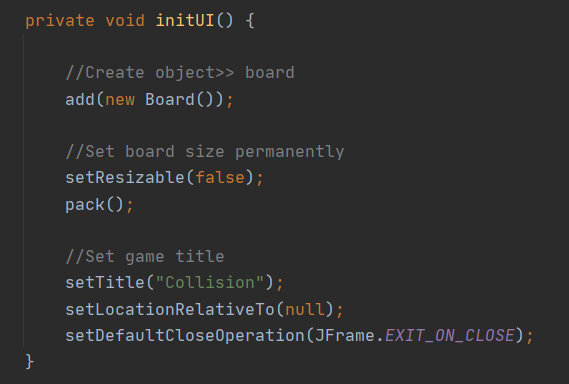 private void initUI() {
//Create object>> board
add(new Board());
//Set board size permanently
setResizable(false);
pack();
//Set game title
setTitle("Collision");
setLocationRelativeTo(null);
setDefaultCloseOperation(JFrame.EXIT_ON_CLOSE);
}